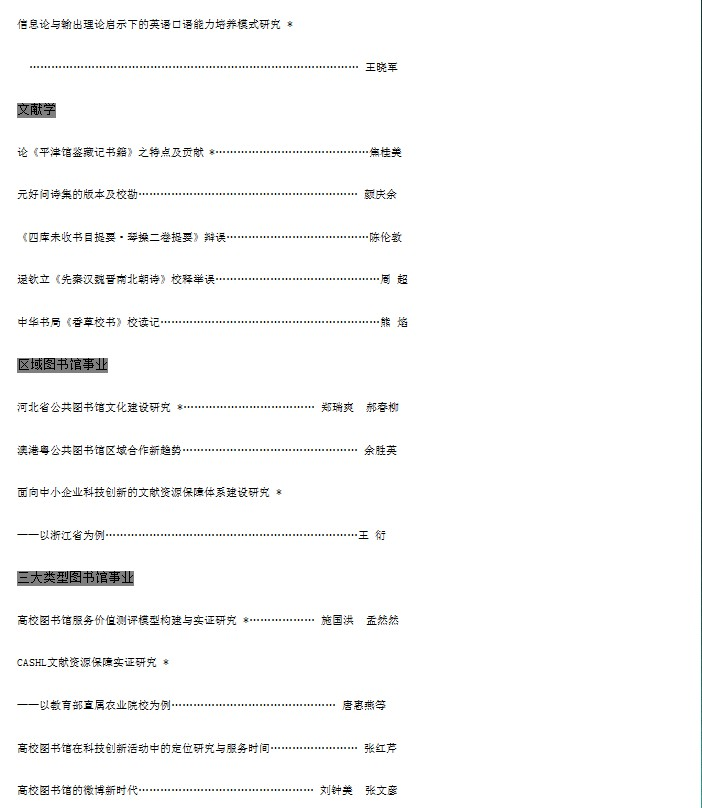 信息论与输出理论启示下的英语口语能力培养模式研究 *
……………………………………………………………………………… 王晓军
文献学
论《平津馆鉴藏记书籍》之特点及贡献 *……………………………………焦桂美
元好问诗集的版本及校勘…………………………………………………… 颜庆余
《四库未收书目提要·琴操二卷提要》辩误…………………………………陈伦敦
逯钦立《先秦汉魏晋南北朝诗》校释举误………………………………………周 超
中华书局《香草校书》校读记……………………………………………………熊 焰
区域图书馆事业
河北省公共图书馆文化建设研究 *……………………………… 郑瑞爽 郝春柳
澳港粤公共图书馆区域合作新趋势………………………………………… 余胜英
面向中小企业科技创新的文献资源保障体系建设研究 *
——以浙江省为例……………………………………………………………王 衍
三大类型图书馆事业
高校图书馆服务价值测评模型构建与实证研究 *……………… 施国洪 孟然然
CASHL文献资源保障实证研究 *
——以教育部直属农业院校为例……………………………………… 唐惠燕等
高校图书馆在科技创新活动中的定位研究与服务时间…………………… 张红芹
高校图书馆的微博新时代………………………………………… 刘钟美 张文彦